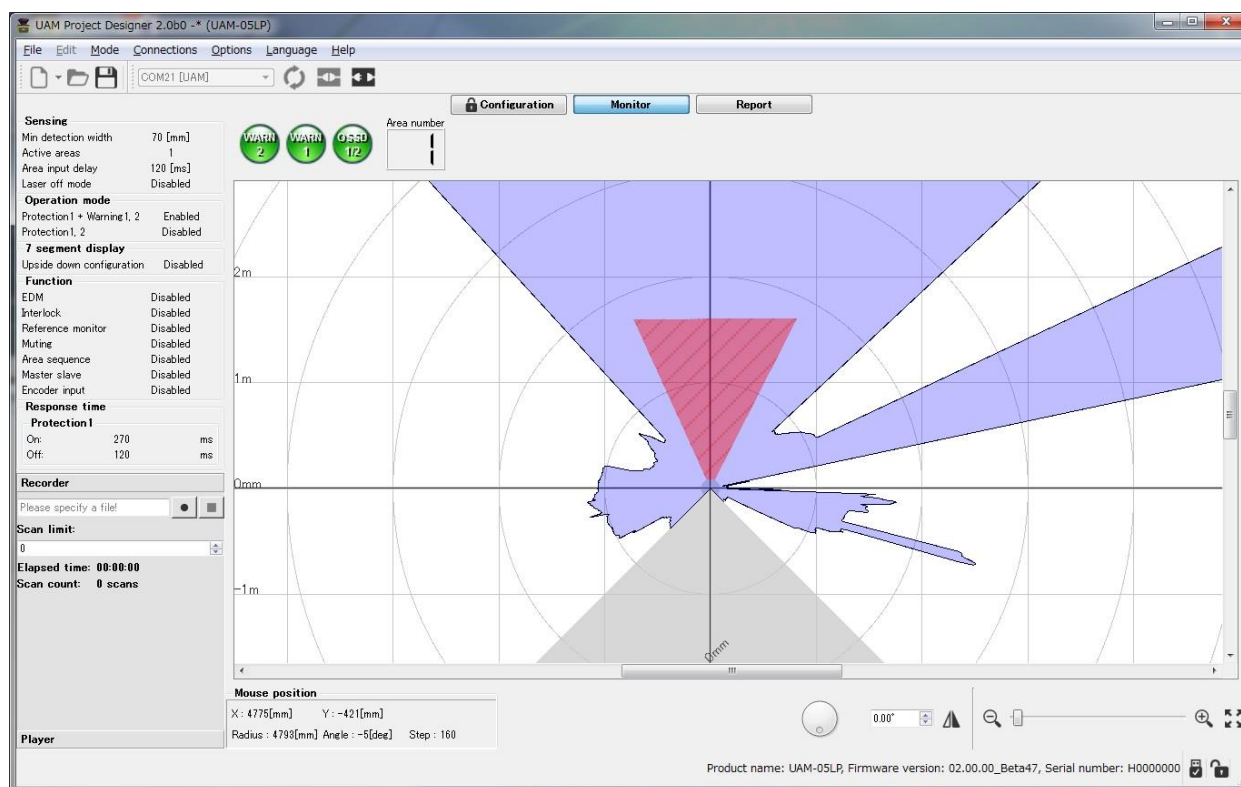 UAM Project Designer 2.0b0 -* (UAM-05LP)
File Edit Mode Connections Options Language Help
COM21 [UAM]
Configuration Monitor Report
Sensing
Min detection width 70 [mm]
Active areas 1
Area input delay 120 [ms]
Laser off mode Disabled
Operation mode
Protection1 + Warning1, 2 Enabled
Protection1, 2 Disabled
7 segment display
Upside down configuration Disabled
Function
EDM Disabled
Interlock Disabled
Reference monitor Disabled
Muting Disabled
Area sequence Disabled
Master slave Disabled
Encoder input Disabled
Response time
Protection1
On: 270 ms
Off: 120 ms
Recorder
Please specify a file!
Scan limit:
0
Elapsed time: 00:00:00
Scan count: 0 scans
Player
WARN 2
WARN 1
OSSD 1/2
Area number
1
2m
1m
0mm
-1m
0mm
Mouse position
X : 4775[mm] Y : -421[mm]
Radius : 4793[mm] Angle : -5[deg] Step : 160
0.00°
Product name: UAM-05LP, Firmware version: 02.00.00_Beta47, Serial number: H0000000